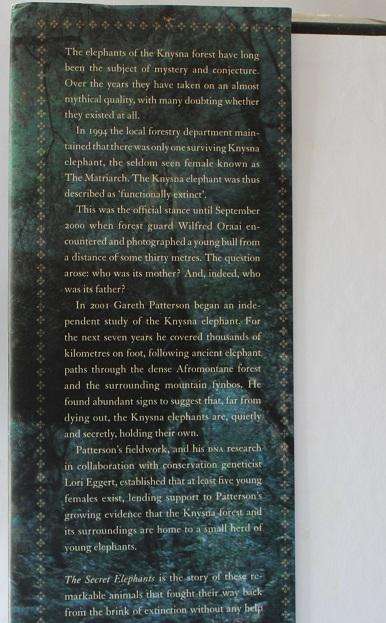 The elephants of the Knysna forest have long
been the subject of mystery and conjecture.
Over the years they have taken on an almost
mythical quality, with many doubting whether
they existed at all.
In 1994 the local forestry department main-
tained that there was only one surviving Knysna
elephant, the seldom seen female known as
The Matriarch. The Knysna elephant was thus
described as 'functionally extinct'.
This was the official stance until September
2000 when forest guard Wilfred Oraai en-
countered and photographed a young bull from
a distance of some thirty metres. The question
arose: who was its mother? And, indeed, who
was its father?
In 2001 Gareth Patterson began an inde-
pendent study of the Knysna elephant. For
the next seven years he covered thousands of
kilometres on foot, following ancient elephant
paths through the dense Afromontane forest
and the surrounding mountain fynbos. He
found abundant signs to suggest that, far from
dying out, the Knysna elephants are, quietly
and secretly, holding their own.
Patterson's fieldwork, and his DNA research
in collaboration with conservation geneticist
Lori Eggert, established that at least five young
females exist, lending support to Patterson's
growing evidence that the Knysna forest and
its surroundings are home to a small herd of
young elephants.
The Secret Elephants is the story of these re-
markable animals that fought their way back
from the brink of extinction without any help